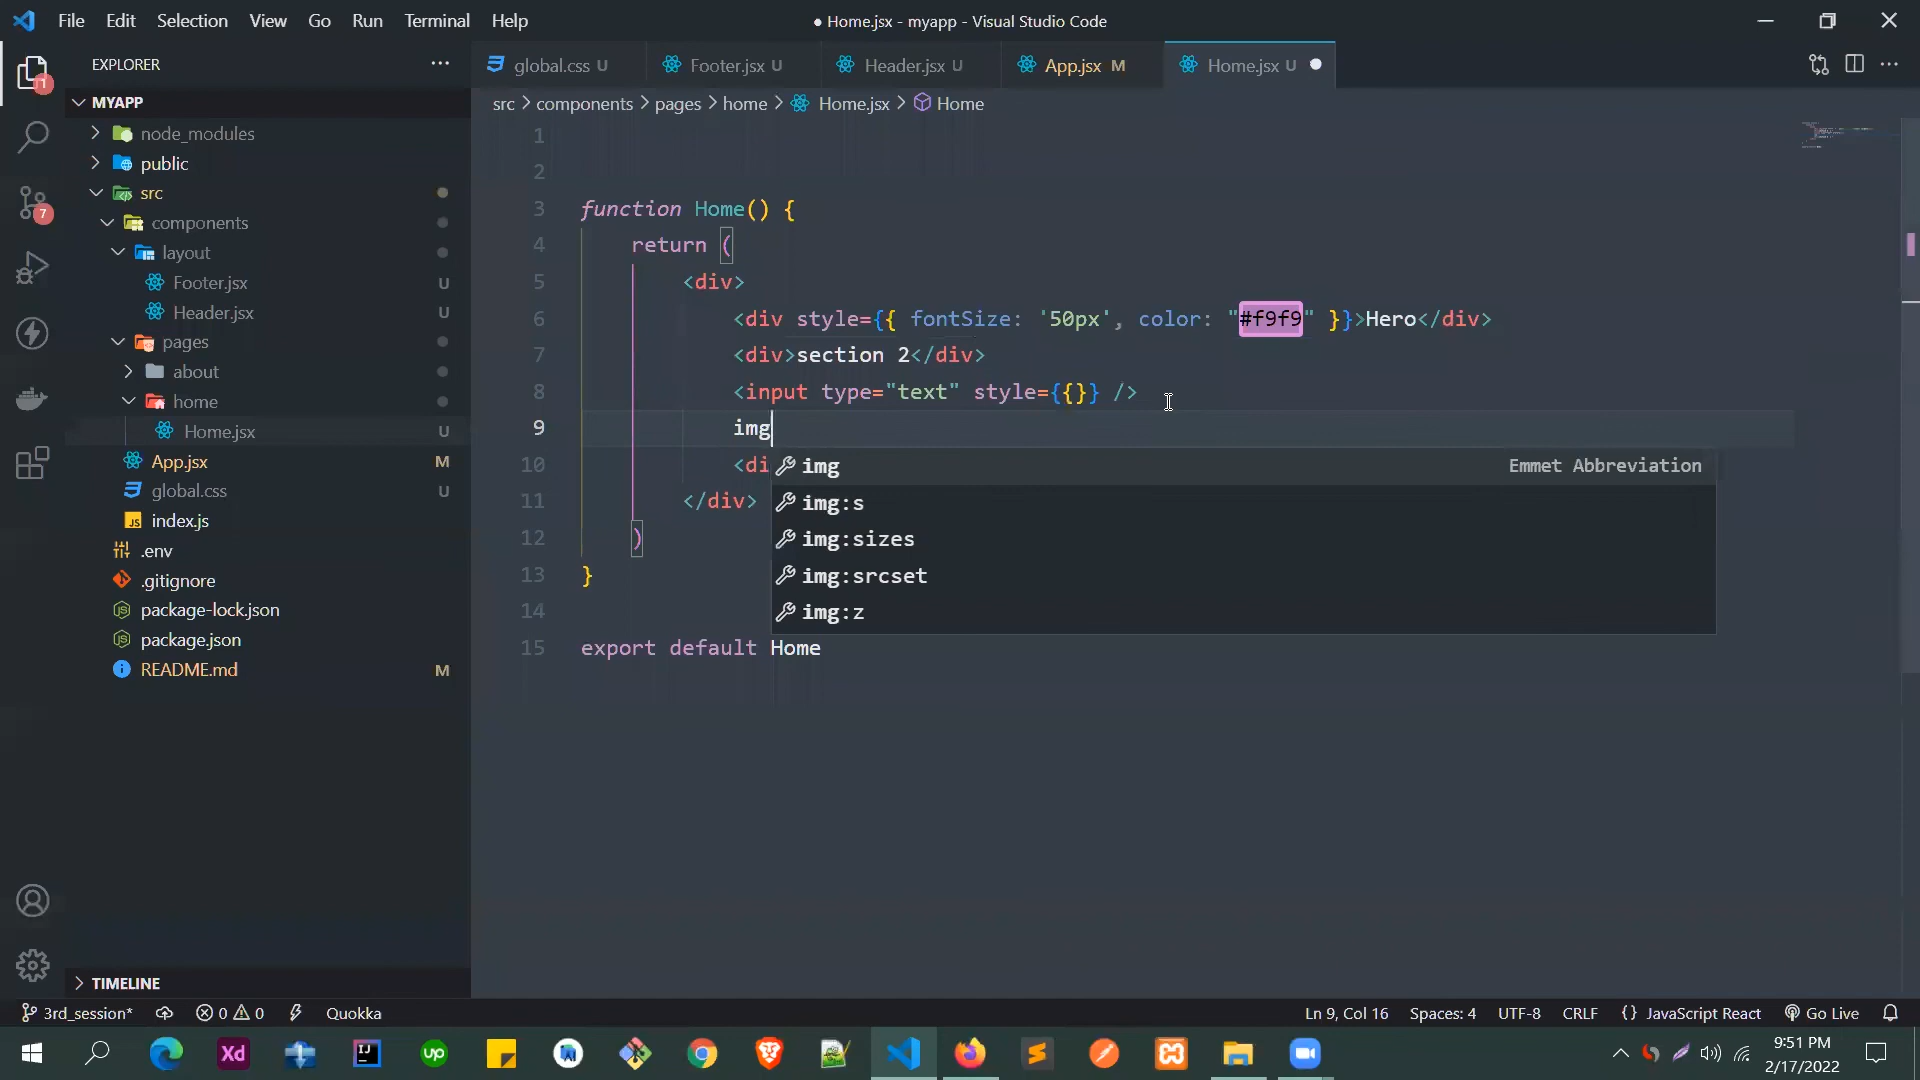 File Edit Selection View Go Run Terminal Help
● Home.jsx - myapp - Visual Studio Code
EXPLORER
global.css U
Footer.jsx U
Header.jsx U
App.jsx M
Home.jsx U
src > components > pages > home > Home.jsx > Home
MYAPP
node_modules
public
src
components
layout
Footer.jsx U
Header.jsx U
pages
about
home
Home.jsx U
App.jsx M
global.css U
index.js
.env
.gitignore
package-lock.json
package.json
README.md M
TIMELINE
1
7
1
2
3 function Home() {
4 return (
5 <div>
6 <div style={{ fontSize: '50px', color: "#f9f9" }}>Hero</div>
7 <div>section 2</div>
8 <input type="text" style={{}} />
9 img
10 <di
11 </div>
12 )
13 }
14
15 export default Home
img Emmet Abbreviation
img:s
img:sizes
img:srcset
img:z
3rd_session* 0 0 Quokka
Ln 9, Col 16 Spaces: 4 UTF-8 CRLF {} JavaScript React Go Live
Xd
IJ
up
9:51 PM
2/17/2022